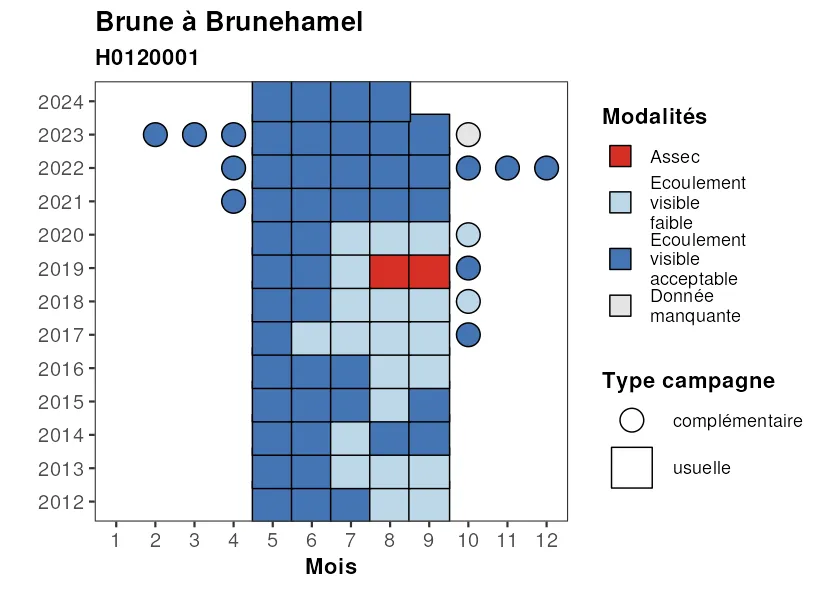 Brune à Brunehamel
H0120001
2024
2023
2022
2021
2020
2019
2018
2017
2016
2015
2014
2013
2012
1 2 3 4 5 6 7 8 9 10 11 12
Mois
Modalités
Assec
Ecoulement
visible
faible
Ecoulement
visible
acceptable
Donnée
manquante
Type campagne
complémentaire
usuelle